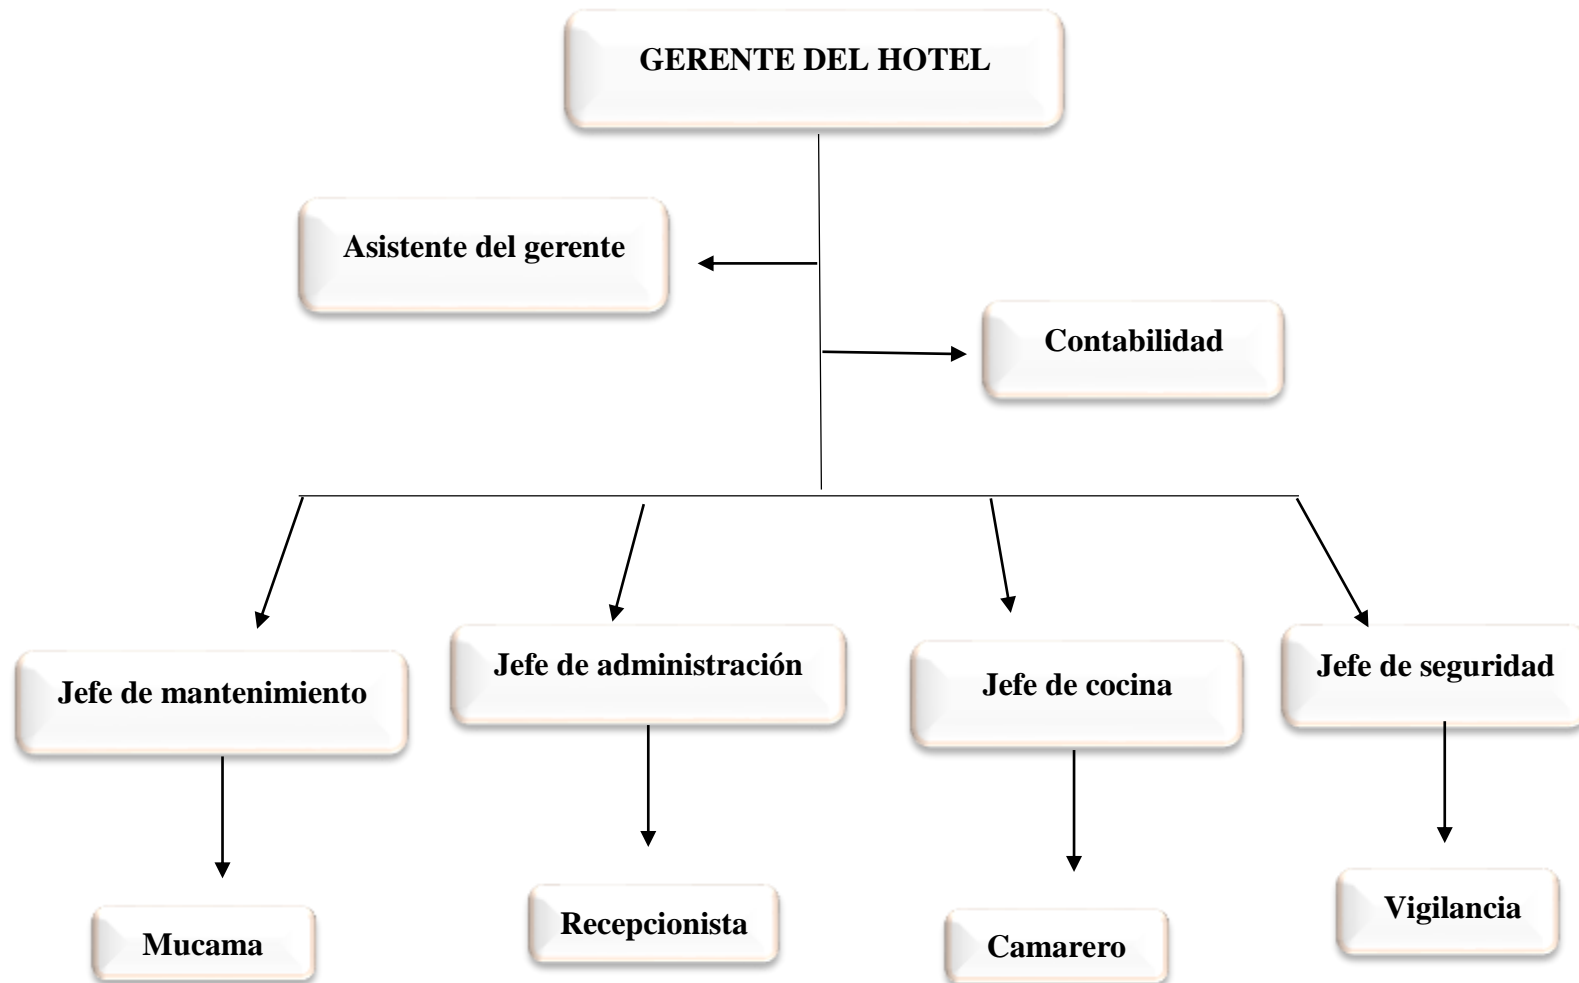 GERENTE DEL HOTEL
Asistente del gerente
Contabilidad
Jefe de mantenimiento
Jefe de administración
Jefe de cocina
Jefe de seguridad
Mucama
Recepcionista
Camarero
Vigilancia